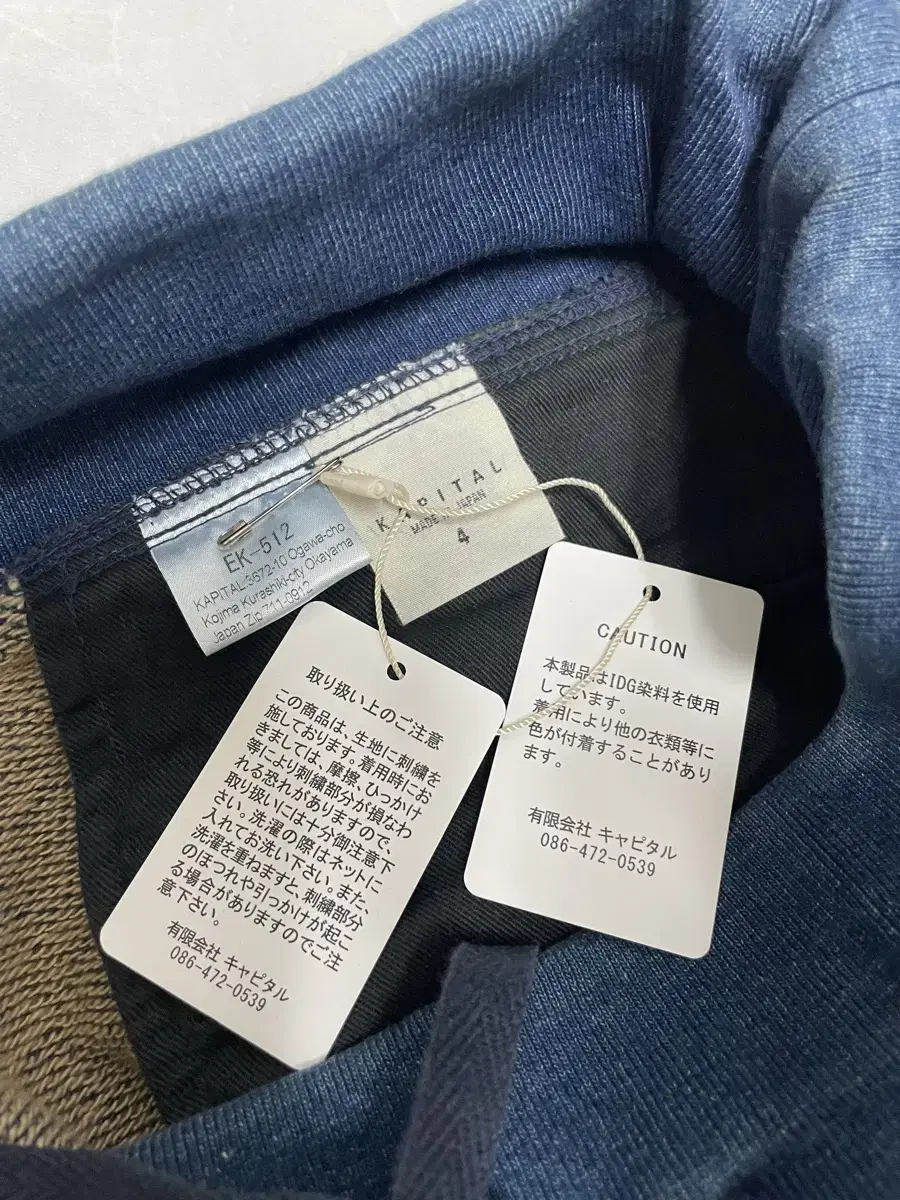 EK-512
KAPITAL 3672-10 Ogawa-cho
Kojima Kurashiki-city Okayama
Japan Zip 711-0912
KAPITAL
MADE IN JAPAN
4
取り扱い上のご注意
この商品は、生地に刺繍を
施しております。着用時にお
きましては、摩擦、ひっかけ
等により刺繍部分が損なわ
れる恐れがありますので、
取り扱いには十分御注意下
さい。洗濯の際はネットに
入れてお洗い下さい。また、
洗濯を重ねますと、刺繍部分
のほつれや引っかけが起こ
る場合がありますのでご注
意下さい。
有限会社 キャピタル
086-472-0539
CAUTION
本製品はIDG染料を使用
しています。
着用により他の衣類等に
色が付着することがあり
ます。
有限会社 キャピタル
086-472-0539